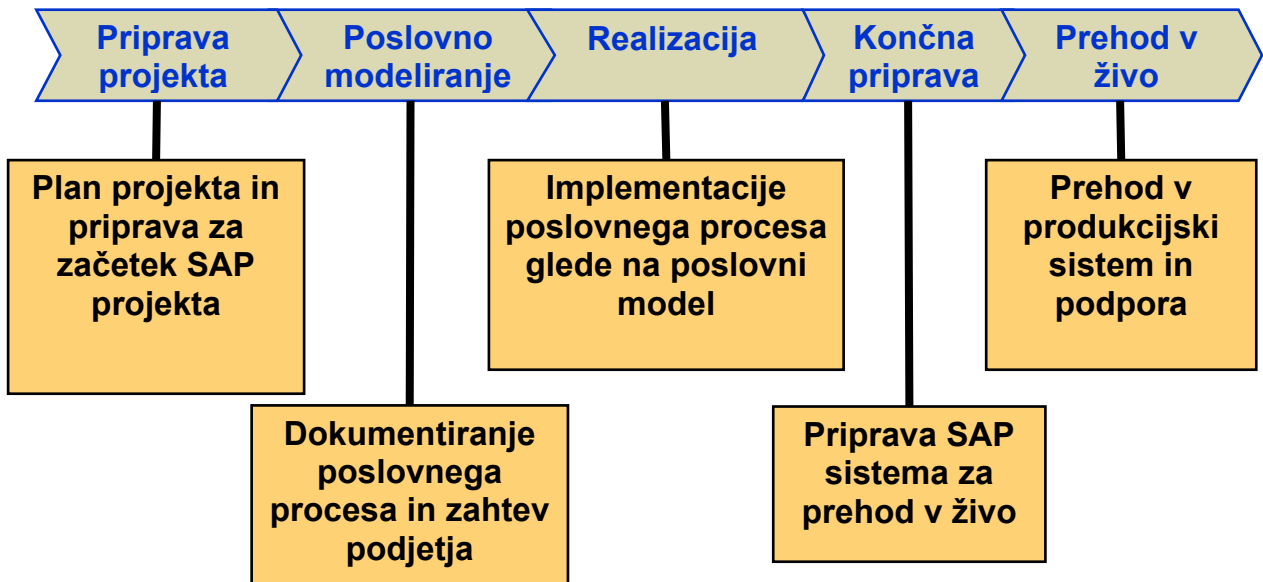 Priprava
projekta
Poslovno
modeliranje
Realizacija
Končna
priprava
Prehod v
živo
Plan projekta in
priprava za
začetek SAP
projekta
Implementacije
poslovnega procesa
glede na poslovni
model
Prehod v
produkcijski
sistem in
podpora
Dokumentiranje
poslovnega
procesa in zahtev
podjetja
Priprava SAP
sistema za
prehod v živo